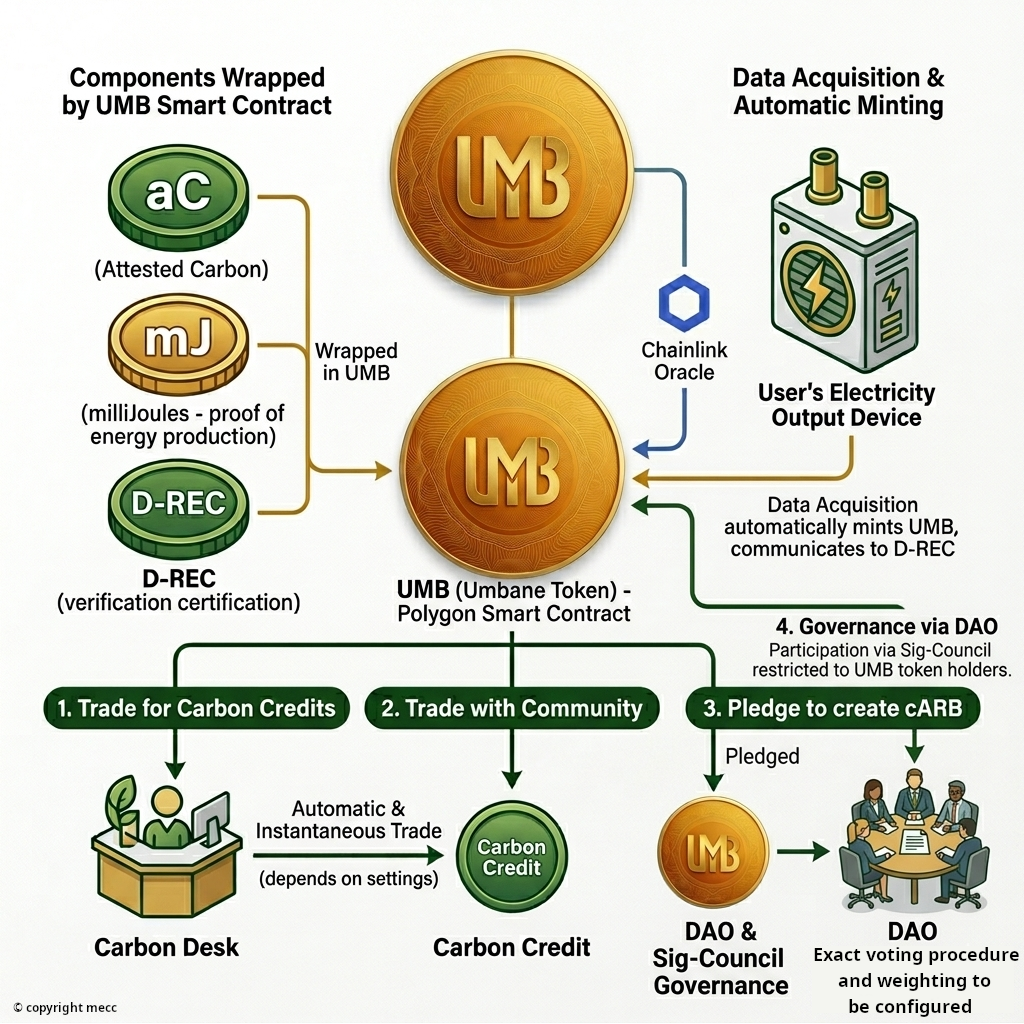 Components Wrapped
by UMB Smart Contract
aC
(Attested Carbon)
mJ
(milliJoules - proof of
energy production)
D-REC
D-REC
(verification certification)
Wrapped
in UMB
UMB
UMB
UMB (Umbane Token) -
Polygon Smart Contract
Data Acquisition &
Automatic Minting
Chainlink
Oracle
User's Electricity
Output Device
Data Acquisition
automatically mints UMB,
communicates to D-REC
4. Governance via DAO
Participation via Sig-Council
restricted to UMB token holders.
1. Trade for Carbon Credits
2. Trade with Community
3. Pledge to create cARB
Pledged
Automatic &
Instantaneous Trade
(depends on settings)
Carbon
Credit
UMB
Carbon Desk
Carbon Credit
DAO &
Sig-Council
Governance
DAO
Exact voting procedure
and weighting to
be configured
© copyright mecc